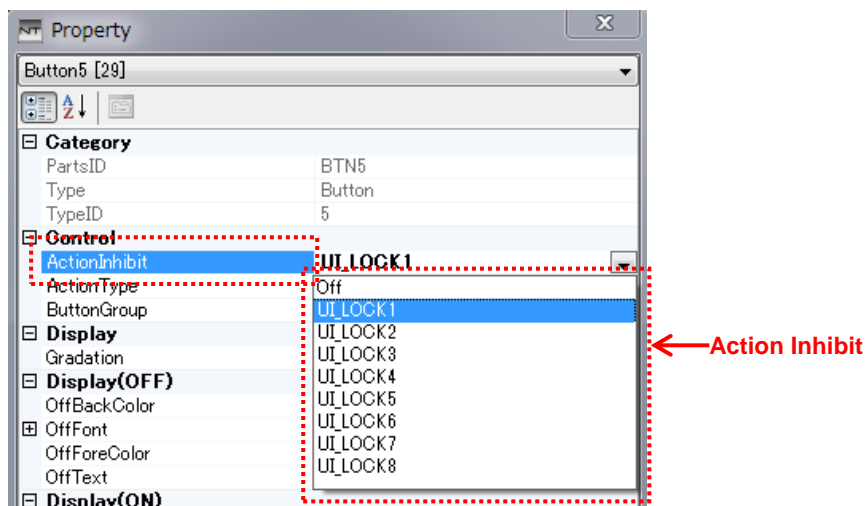 NT Property X
Button5 [29]
A
Z
Category
PartsID BTN5
Type Button
TypeID 5
Control
ActionInhibit UI_LOCK1
ActionType Off
ButtonGroup UI_LOCK1
Display UI_LOCK2
Gradation UI_LOCK3
Display(OFF) UI_LOCK4
OffBackColor UI_LOCK5
OffFont UI_LOCK6
OffForeColor UI_LOCK7
OffText UI_LOCK8
Display(ON)
Action Inhibit